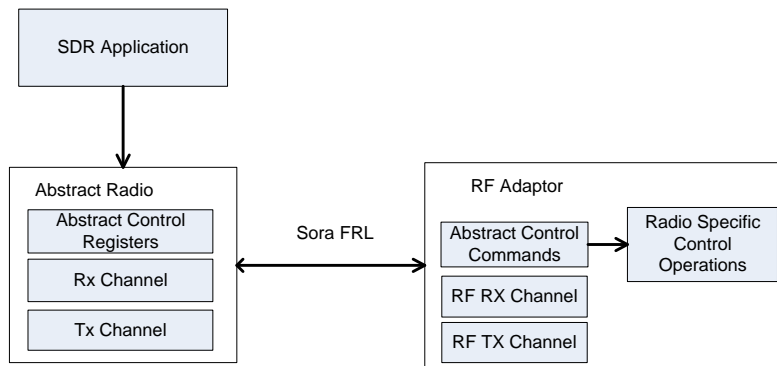 SDR Application
Abstract Radio
Abstract Control
Registers
Rx Channel
Tx Channel
Sora FRL
RF Adaptor
Abstract Control
Commands
RF RX Channel
RF TX Channel
Radio Specific
Control
Operations